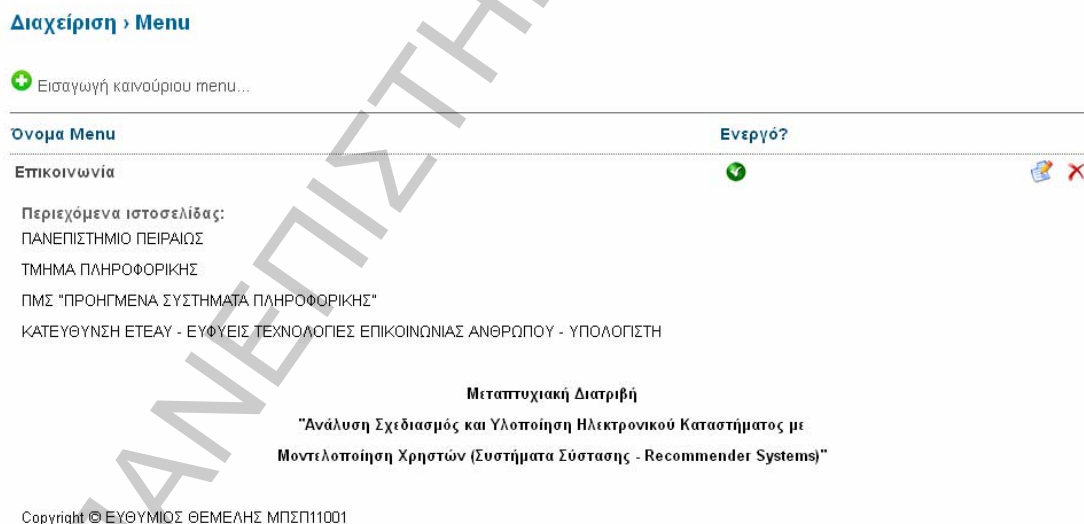 Διαχείριση › Menu
Εισαγωγή καινούριου menu...
Όνομα Menu Ενεργό?
Επικοινωνία
Περιεχόμενα ιστοσελίδας:
ΠΑΝΕΠΙΣΤΗΜΙΟ ΠΕΙΡΑΙΩΣ
ΤΜΗΜΑ ΠΛΗΡΟΦΟΡΙΚΗΣ
ΠΜΣ "ΠΡΟΗΓΜΕΝΑ ΣΥΣΤΗΜΑΤΑ ΠΛΗΡΟΦΟΡΙΚΗΣ"
ΚΑΤΕΥΘΥΝΣΗ ΕΤΕΑΥ - ΕΥΦΥΕΙΣ ΤΕΧΝΟΛΟΓΙΕΣ ΕΠΙΚΟΙΝΩΝΙΑΣ ΑΝΘΡΩΠΟΥ - ΥΠΟΛΟΓΙΣΤΗ
Μεταπτυχιακή Διατριβή
"Ανάλυση Σχεδιασμός και Υλοποίηση Ηλεκτρονικού Καταστήματος με
Μοντελοποίηση Χρηστών (Συστήματα Σύστασης - Recommender Systems)"
Copyright © ΕΥΘΥΜΙΟΣ ΘΕΜΕΛΗΣ ΜΠΣΠ11001